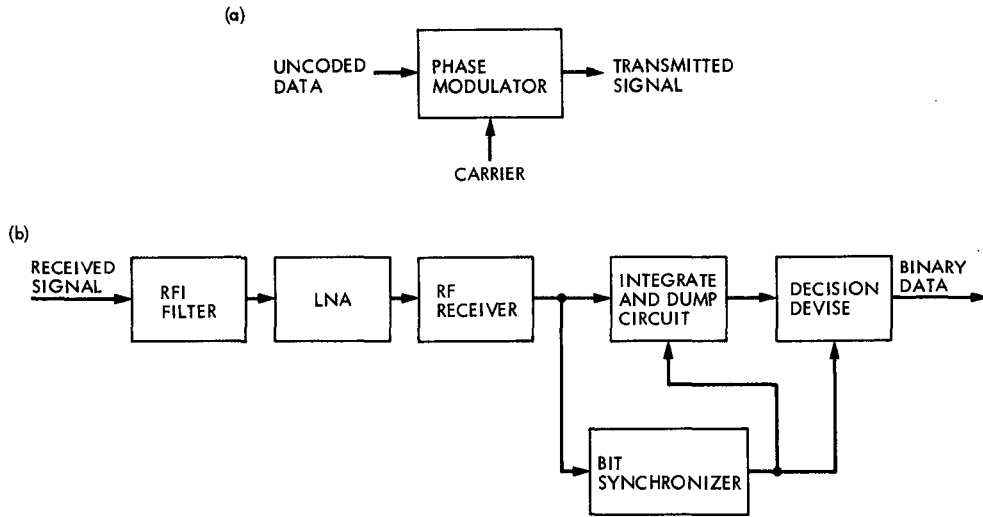 (a)
UNCODED
DATA
PHASE
MODULATOR
TRANSMITTED
SIGNAL
CARRIER
(b)
RECEIVED
SIGNAL
RFI
FILTER
LNA
RF
RECEIVER
INTEGRATE
AND DUMP
CIRCUIT
DECISION
DEVISE
BINARY
DATA
BIT
SYNCHRONIZER